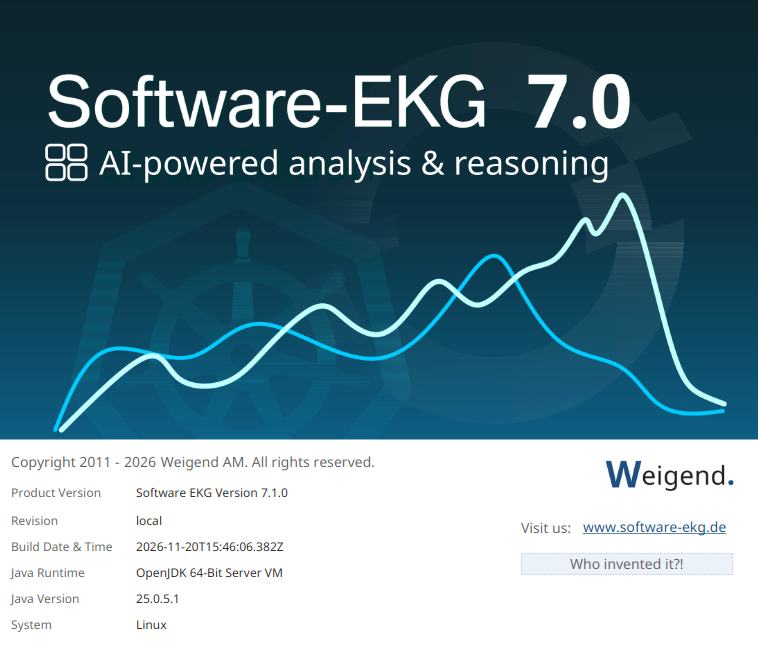 Software-EKG 7.0
AI-powered analysis & reasoning
Copyright 2011 - 2026 Weigend AM. All rights reserved.
Weigend.
Product Version Software EKG Version 7.1.0
Revision local
Visit us: www.software-ekg.de
Build Date & Time 2026-11-20T15:46:06.382Z
Who invented it?!
Java Runtime OpenJDK 64-Bit Server VM
Java Version 25.0.5.1
System Linux